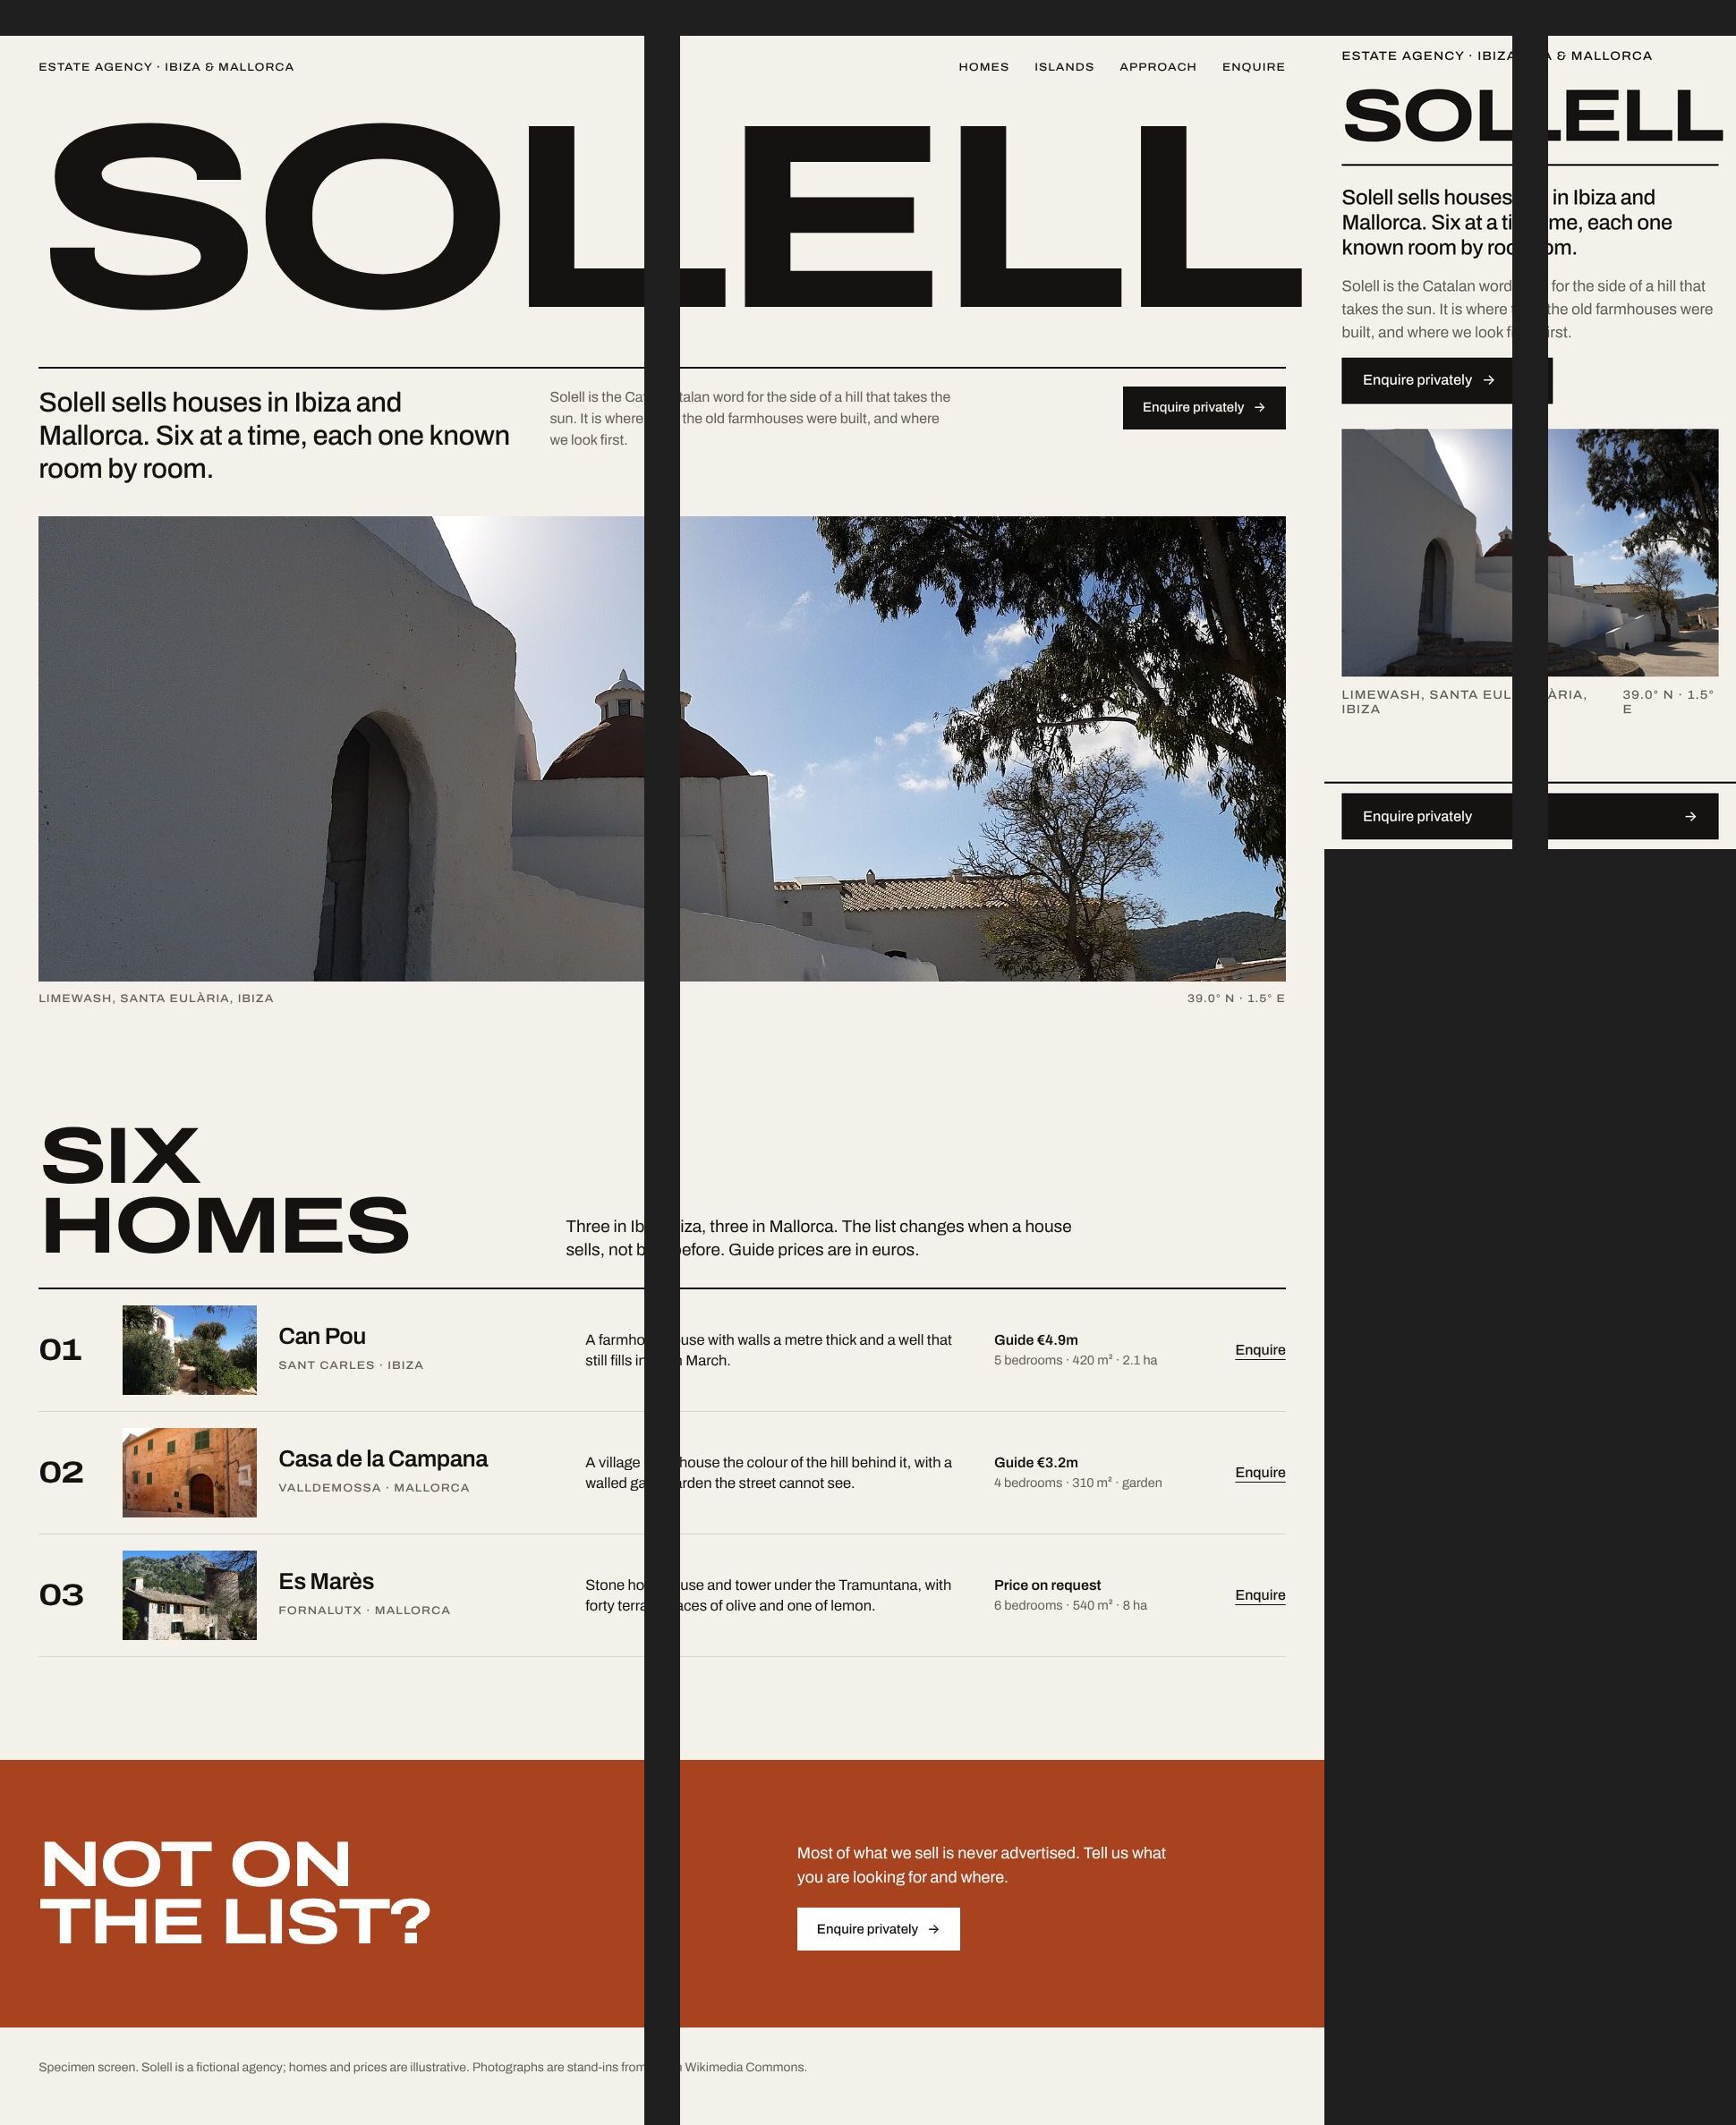 ESTATE AGENCY · IBIZA & MALLORCA
HOMES ISLANDS APPROACH ENQUIRE
SOLELL
Solell sells houses in Ibiza and
Mallorca. Six at a time, each one known
room by room.
Solell is the Catalan word for the side of a hill that takes the
sun. It is where the old farmhouses were built, and where
we look first.
Enquire privately →
LIMEWASH, SANTA EULÀRIA, IBIZA
39.0° N · 1.5° E
SIX
HOMES
Three in Ibiza, three in Mallorca. The list changes when a house
sells, not before. Guide prices are in euros.
01
Can Pou
SANT CARLES · IBIZA
A farmhouse with walls a metre thick and a well that
still fills in March.
Guide €4.9m
5 bedrooms · 420 m² · 2.1 ha
Enquire
02
Casa de la Campana
VALLDEMOSSA · MALLORCA
A village house the colour of the hill behind it, with a
walled garden the street cannot see.
Guide €3.2m
4 bedrooms · 310 m² · garden
Enquire
03
Es Marès
FORNALUTX · MALLORCA
Stone house and tower under the Tramuntana, with
forty terraces of olive and one of lemon.
Price on request
6 bedrooms · 540 m² · 8 ha
Enquire
NOT ON
THE LIST?
Most of what we sell is never advertised. Tell us what
you are looking for and where.
Enquire privately →
Specimen screen. Solell is a fictional agency; homes and prices are illustrative. Photographs are stand-ins from Wikimedia Commons.
ESTATE AGENCY · IBIZA & MALLORCA
SOLELL
Solell sells houses in Ibiza and
Mallorca. Six at a time, each one
known room by room.
Solell is the Catalan word for the side of a hill that
takes the sun. It is where the old farmhouses were
built, and where we look first.
Enquire privately →
LIMEWASH, SANTA EULÀRIA,
IBIZA
39.0° N · 1.5°
E
Enquire privately →